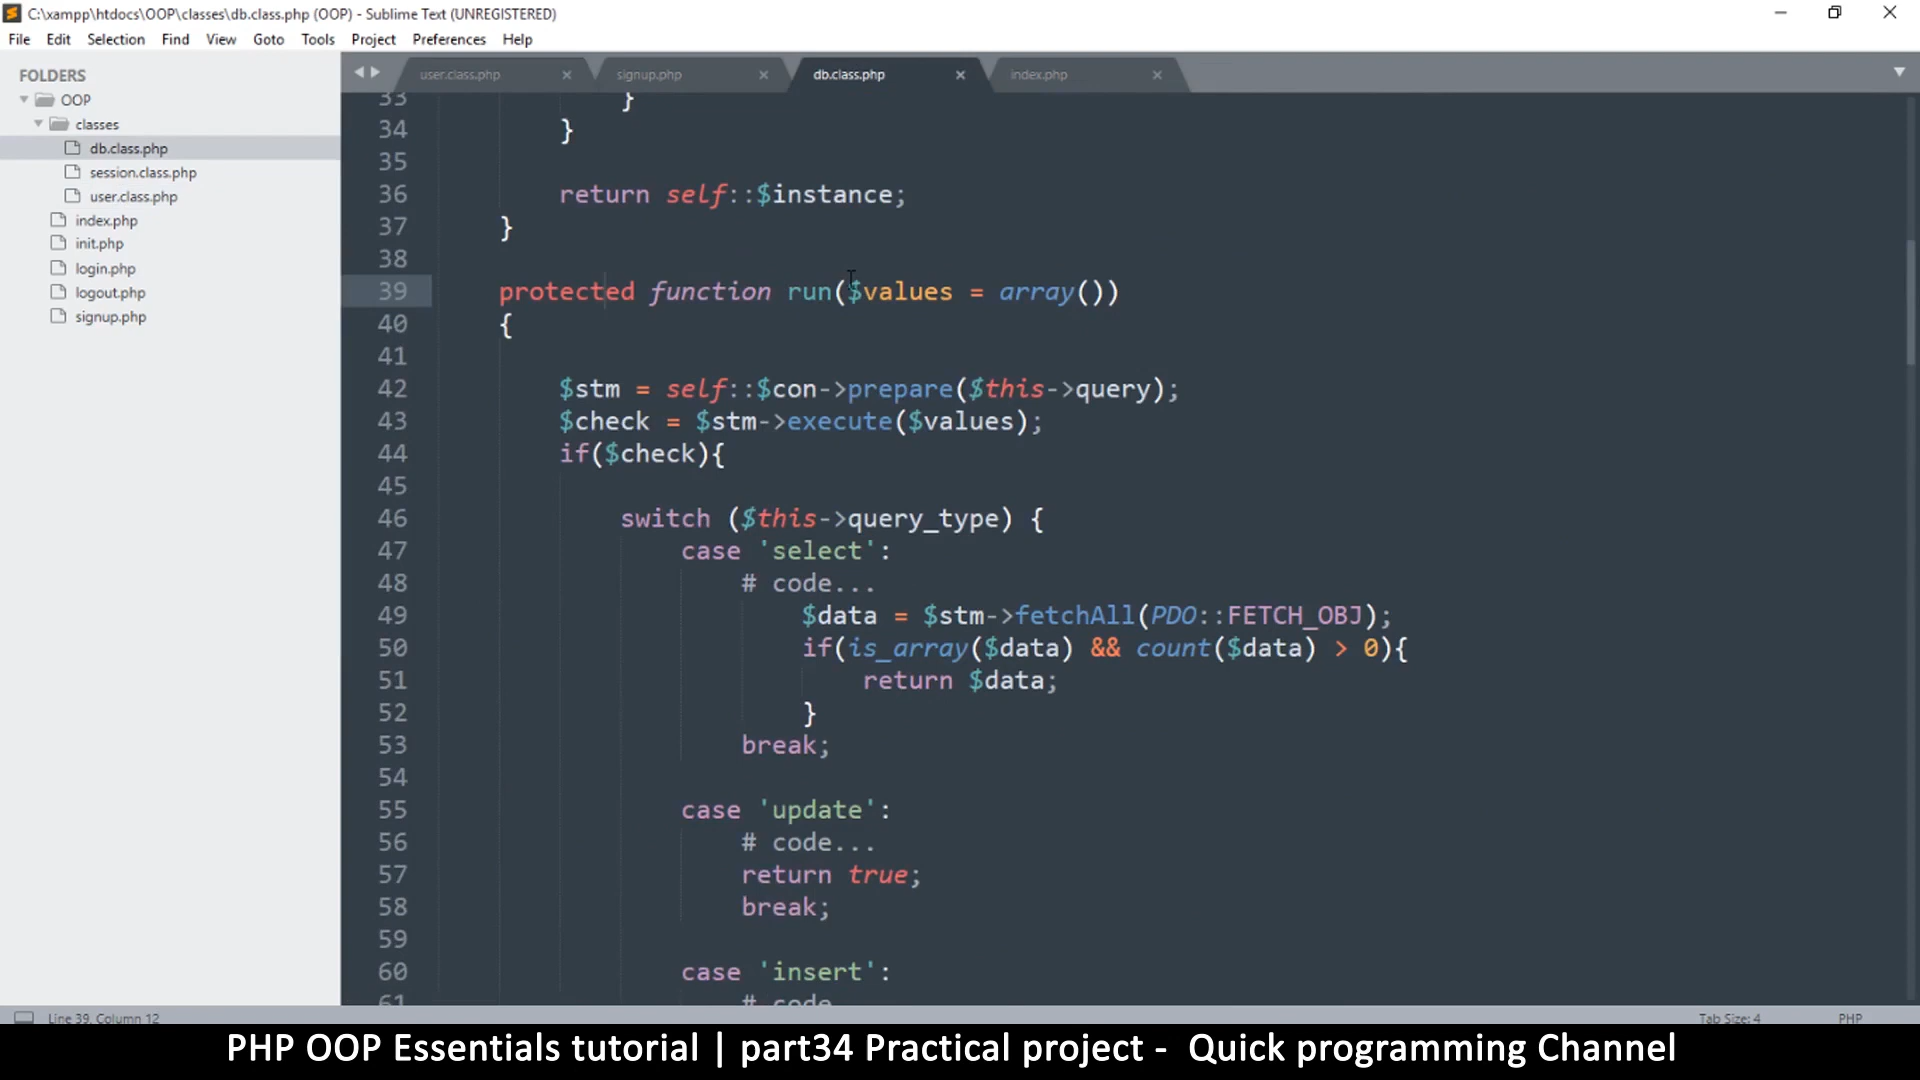 C:\xampp\htdocs\OOP\classes\db.class.php (OOP) - Sublime Text (UNREGISTERED)
File Edit Selection Find View Goto Tools Project Preferences Help
FOLDERS
OOP
classes
db.class.php
session.class.php
user.class.php
index.php
init.php
login.php
logout.php
signup.php
user.class.php signup.php db.class.php index.php
33 }
34 }
35
36 return self::$instance;
37 }
38
39 protected function run($values = array())
40 {
41
42 $stm = self::$con->prepare($this->query);
43 $check = $stm->execute($values);
44 if($check){
45
46 switch ($this->query_type) {
47 case 'select':
48 # code...
49 $data = $stm->fetchAll(PDO::FETCH_OBJ);
50 if(is_array($data) && count($data) > 0){
51 return $data;
52 }
53 break;
54
55 case 'update':
56 # code...
57 return true;
58 break;
59
60 case 'insert':
61 # code
Line 39, Column 12 Tab Size: 4 PHP
PHP OOP Essentials tutorial | part34 Practical project - Quick programming Channel